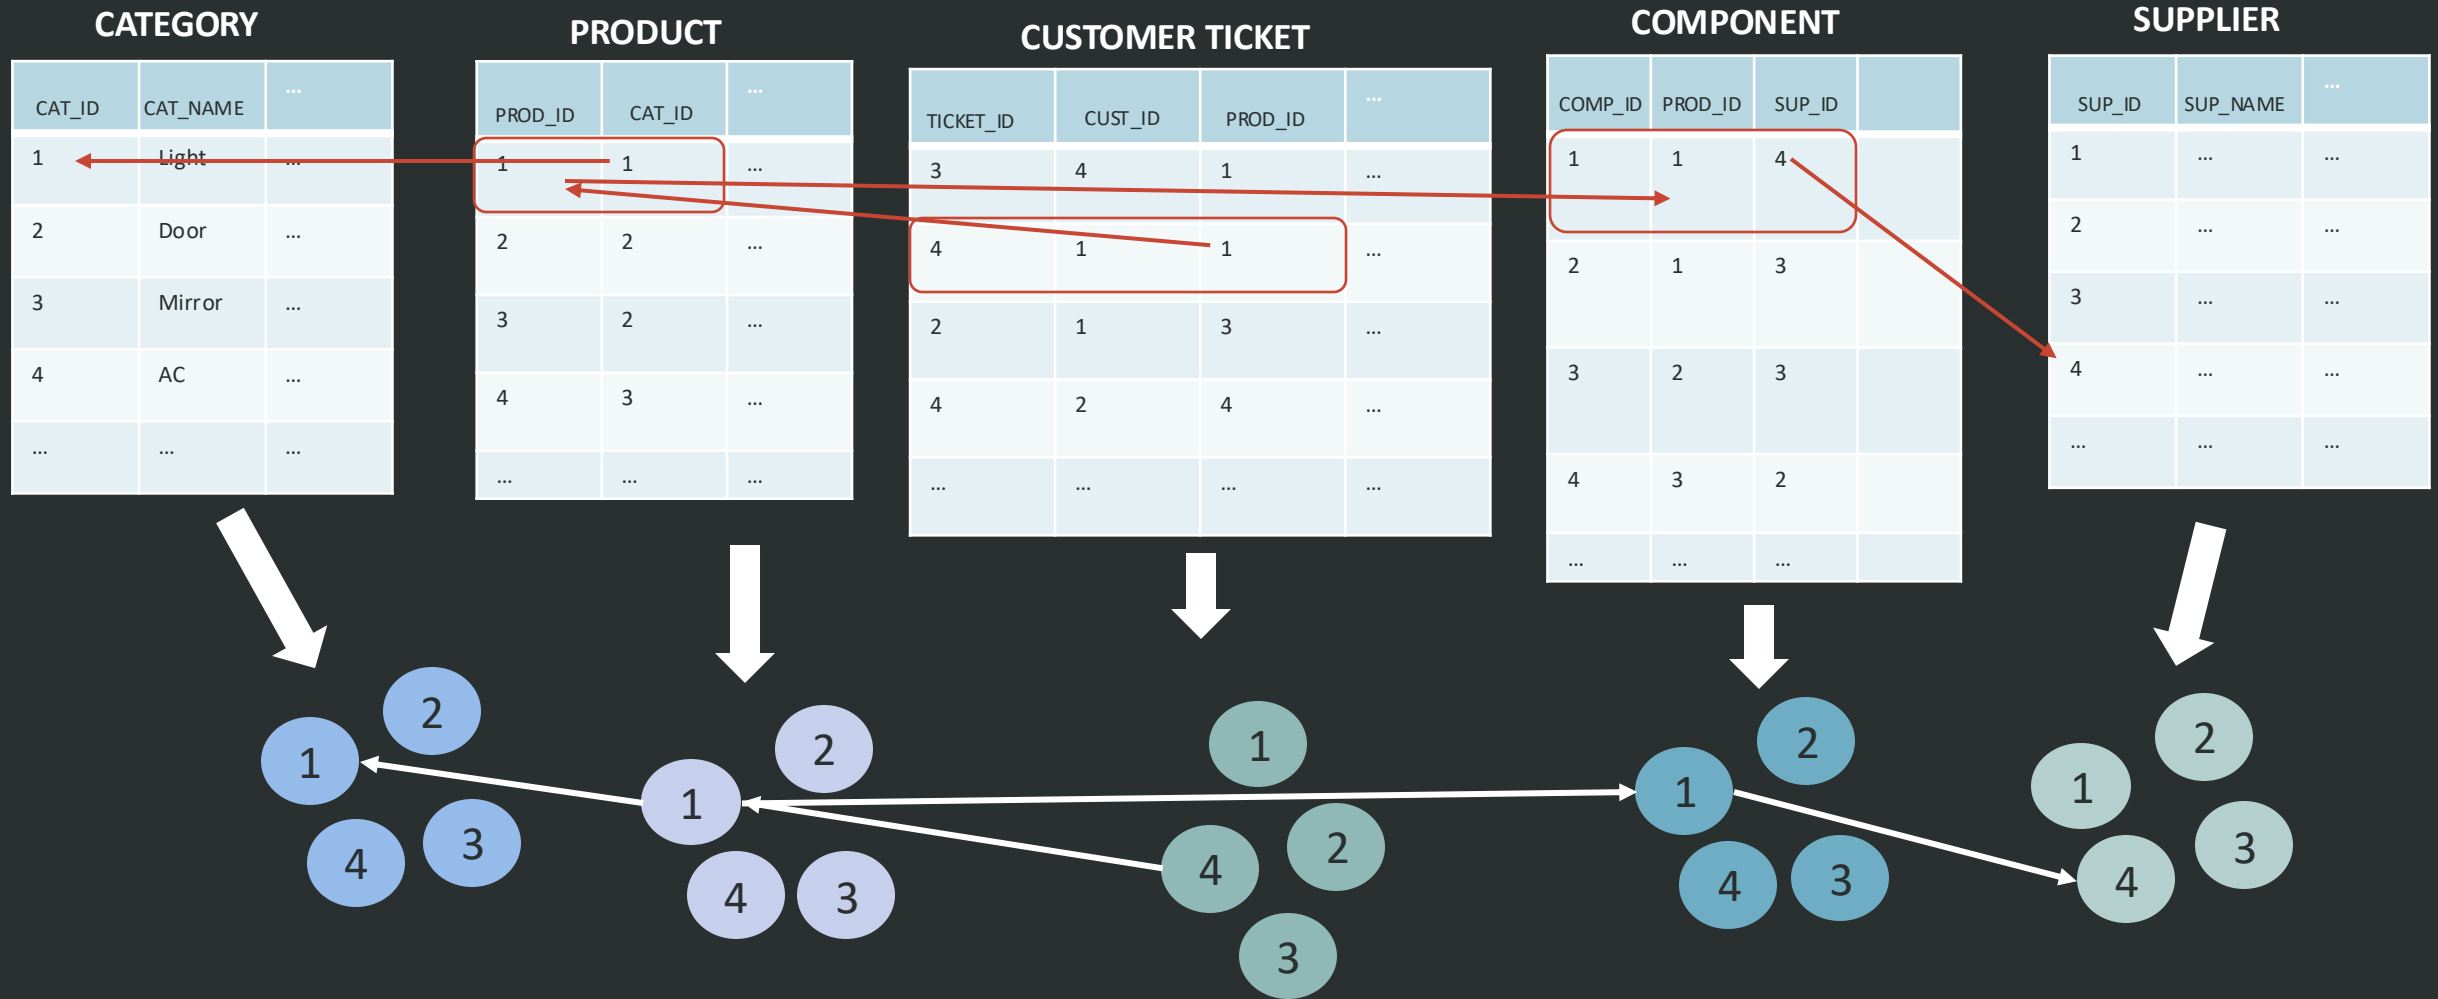 CATEGORY
CAT_ID CAT_NAME ...
1 Light ...
2 Door ...
3 Mirror ...
4 AC ...
... ... ...
PRODUCT
PROD_ID CAT_ID ...
1 1 ...
2 2 ...
3 2 ...
4 3 ...
... ... ...
CUSTOMER TICKET
TICKET_ID CUST_ID PROD_ID ...
3 4 1 ...
4 1 1 ...
2 1 3 ...
4 2 4 ...
... ... ... ...
COMPONENT
COMP_ID PROD_ID SUP_ID
1 1 4
2 1 3
3 2 3
4 3 2
... ... ...
SUPPLIER
SUP_ID SUP_NAME ...
1 ... ...
2 ... ...
3 ... ...
4 ... ...
... ... ...
2
1
3
4
2
1
4
3
1
2
4
3
2
1
4
3
2
1
3
4